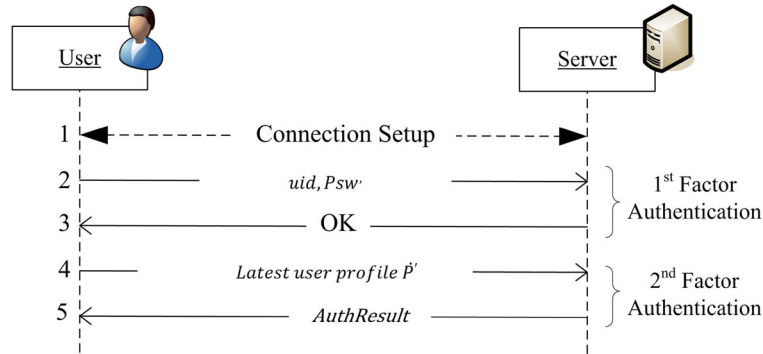 User
Server
1 Connection Setup
2 uid, Psw'
1st Factor
Authentication
3 OK
4 Latest user profile Ṗ′
2nd Factor
Authentication
5 AuthResult